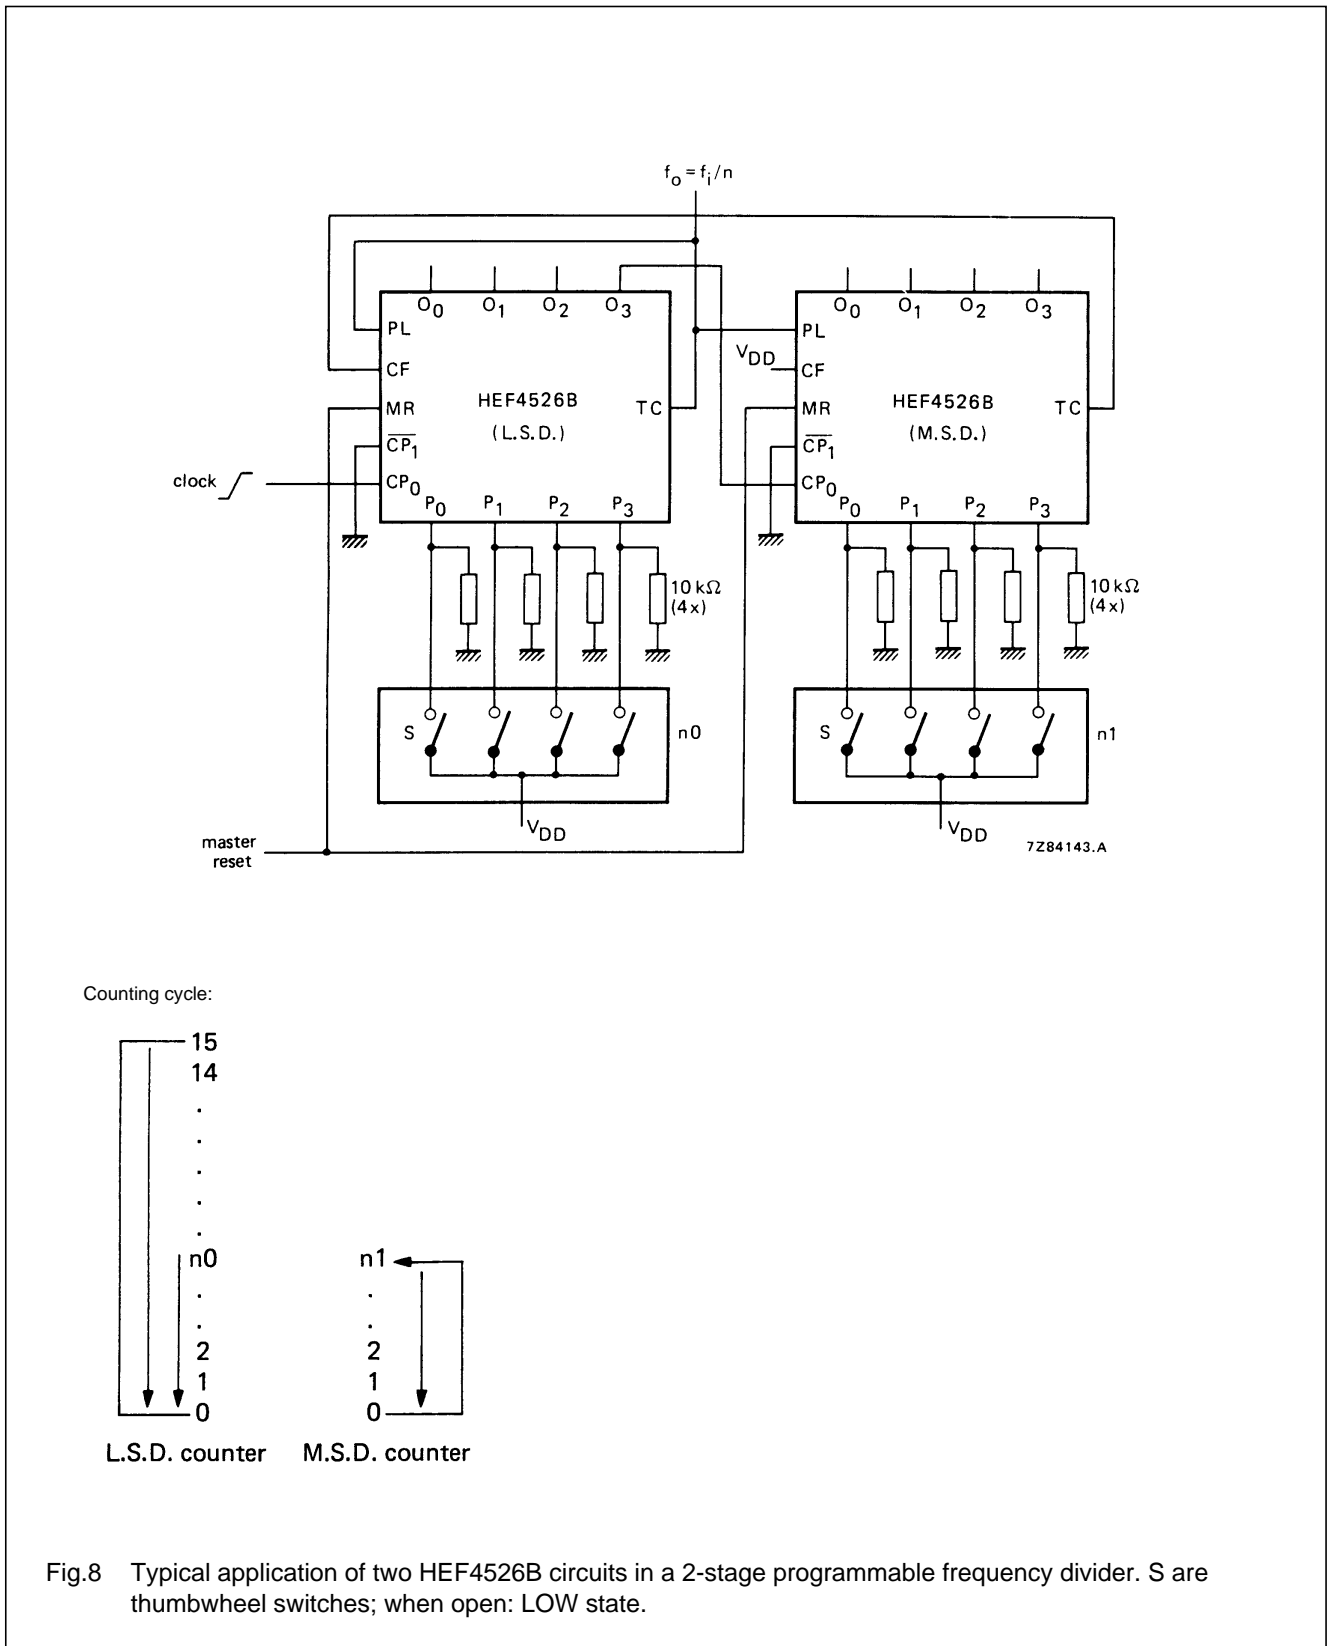 fo = fi/n
O0 O1 O2 O3
PL
CF
MR
CP1
CP0
HEF4526B
(L.S.D.)
TC
P0 P1 P2 P3
O0 O1 O2 O3
PL
VDD
CF
MR
CP1
CP0
HEF4526B
(M.S.D.)
TC
P0 P1 P2 P3
clock
10 kΩ
(4x)
10 kΩ
(4x)
S
n0
S
n1
VDD
VDD
master
reset
7Z84143.A
Counting cycle:
15
14
.
.
.
.
.
n0
.
.
2
1
0
L.S.D. counter
n1
.
.
2
1
0
M.S.D. counter
Fig.8 Typical application of two HEF4526B circuits in a 2-stage programmable frequency divider. S are
thumbwheel switches; when open: LOW state.